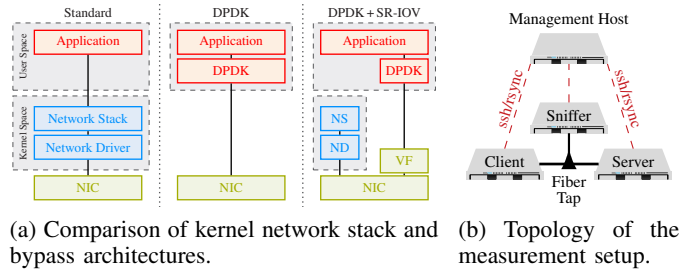 Standard
DPDK
DPDK + SR-IOV
User Space
Application
Application
Application
DPDK
DPDK
Kernel Space
Network Stack
Network Driver
NS
ND
VF
NIC
NIC
NIC
(a) Comparison of kernel network stack and
bypass architectures.
Management Host
ssh/rsync
ssh/rsync
Sniffer
Client
Server
Fiber
Tap
(b) Topology of the
measurement setup.